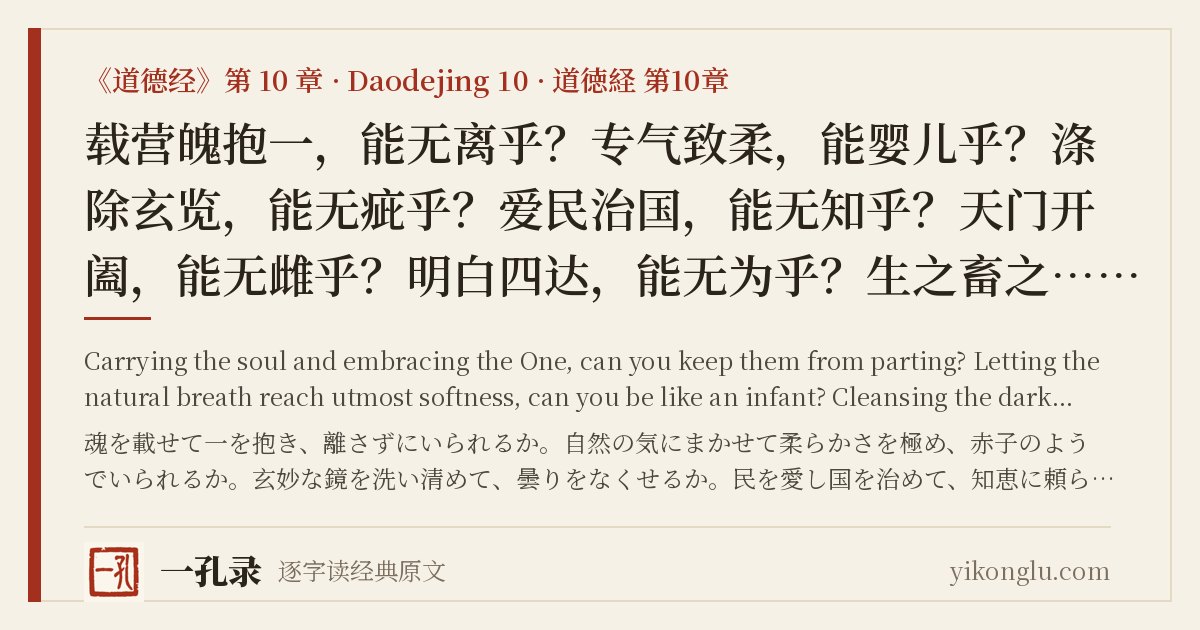 《道德经》第 10 章 · Daodejing 10 · 道徳経 第10章
载营魄抱一，能无离乎？专气致柔，能婴儿乎？涤
除玄览，能无疵乎？爱民治国，能无知乎？天门开
阖，能无雌乎？明白四达，能无为乎？生之畜之……
Carrying the soul and embracing the One, can you keep them from parting? Letting the
natural breath reach utmost softness, can you be like an infant? Cleansing the dark…
魂を載せて一を抱き、離さずにいられるか。自然の気にまかせて柔らかさを極め、赤子のよう
でいられるか。玄妙な鏡を洗い清めて、曇りをなくせるか。民を愛し国を治めて、知恵に頼ら…
一孔
一孔录 逐字读经典原文
yikonglu.com